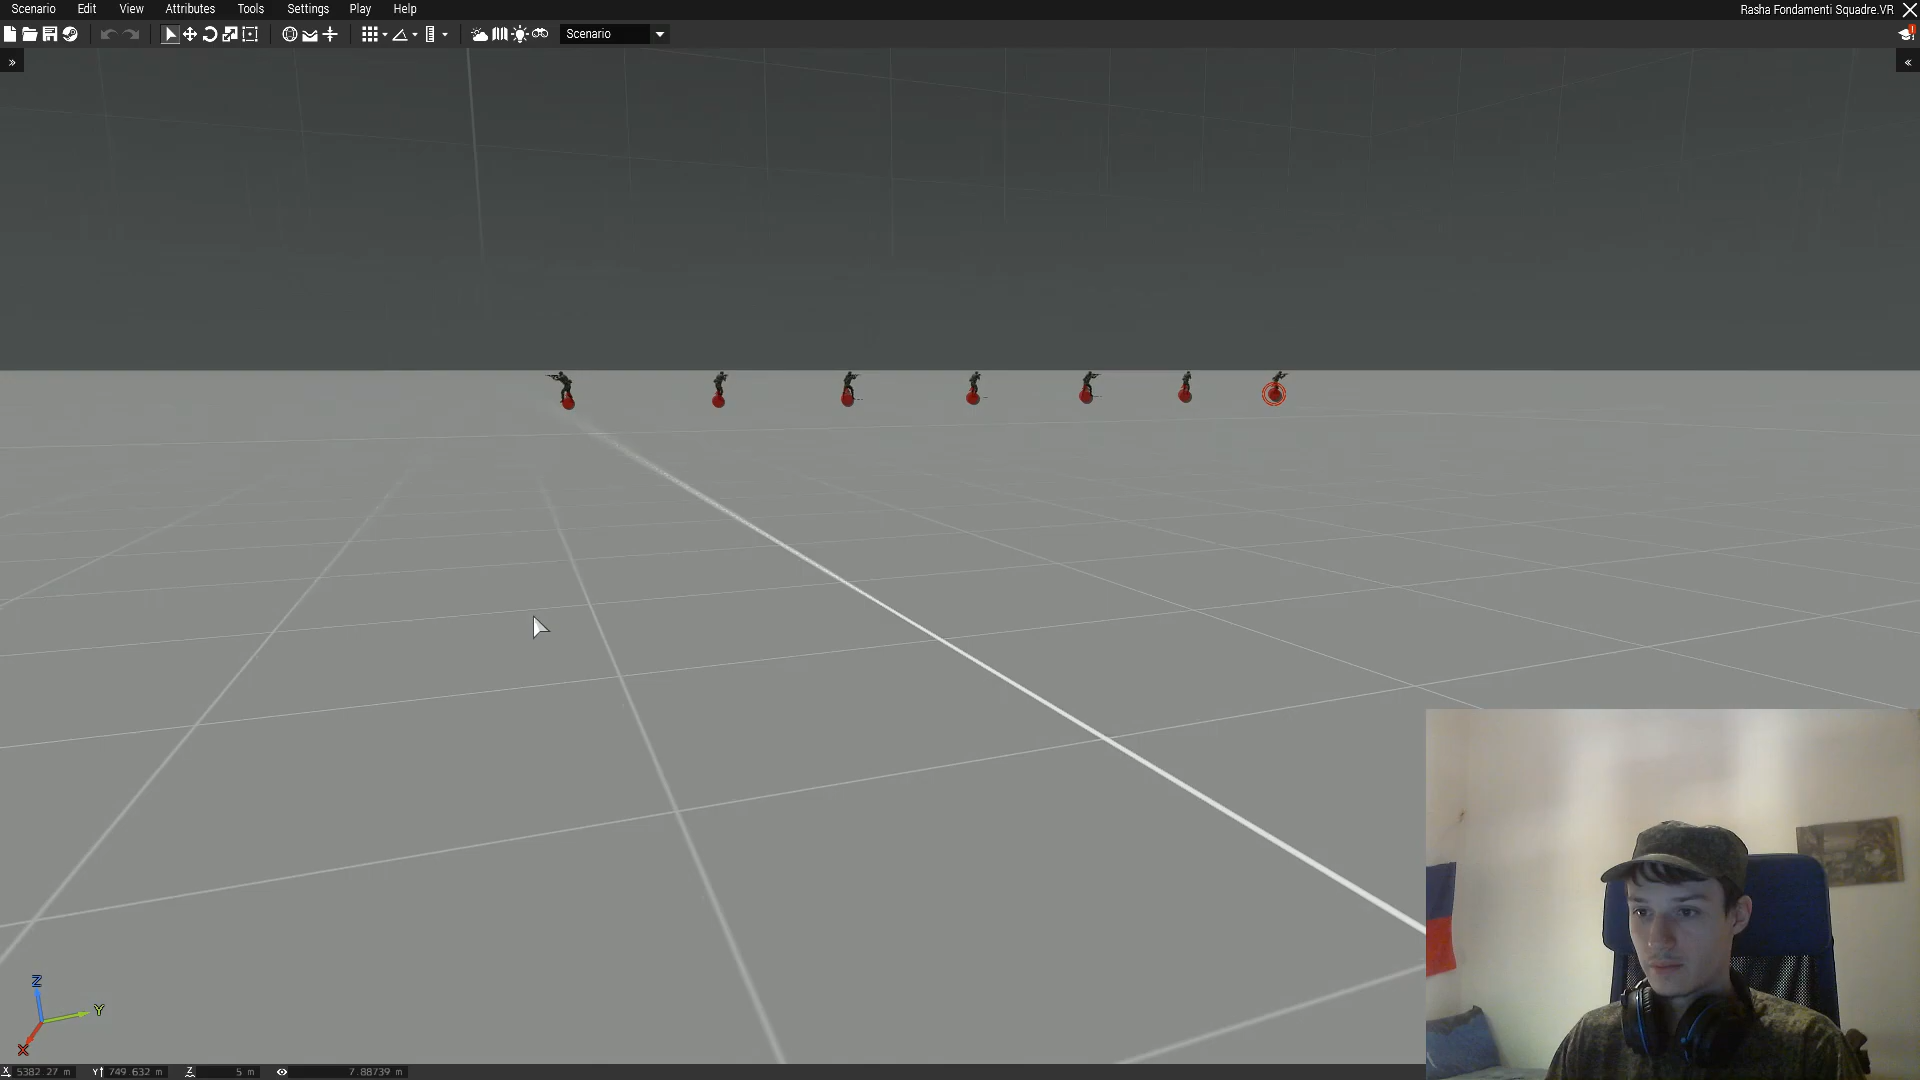 Scenario Edit View Attributes Tools Settings Play Help Rasha Fondamenti Squadre.VR
Scenario
Z
Y
X
X 5382.27 m Y 749.632 m Z 5 m 7.88739 m